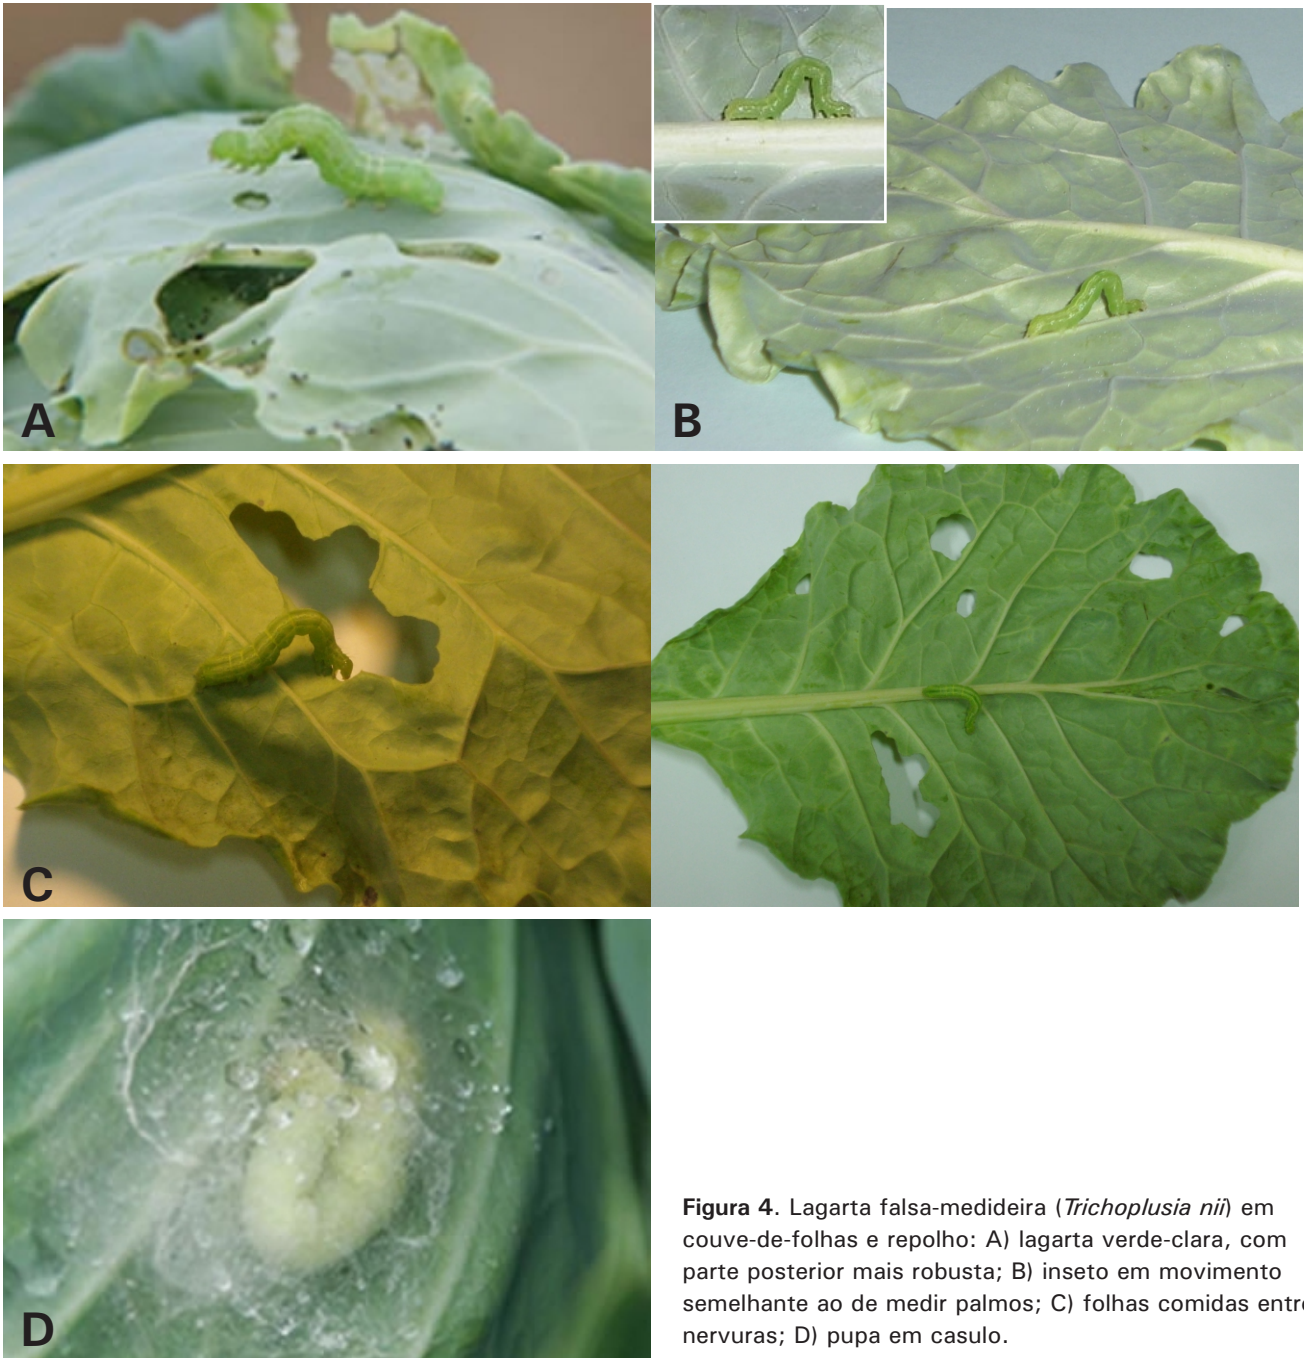 A
B
C
D
Figura 4. Lagarta falsa-medideira (Trichoplusia nii) em
couve-de-folhas e repolho: A) lagarta verde-clara, com
parte posterior mais robusta; B) inseto em movimento
semelhante ao de medir palmos; C) folhas comidas entre
nervuras; D) pupa em casulo.